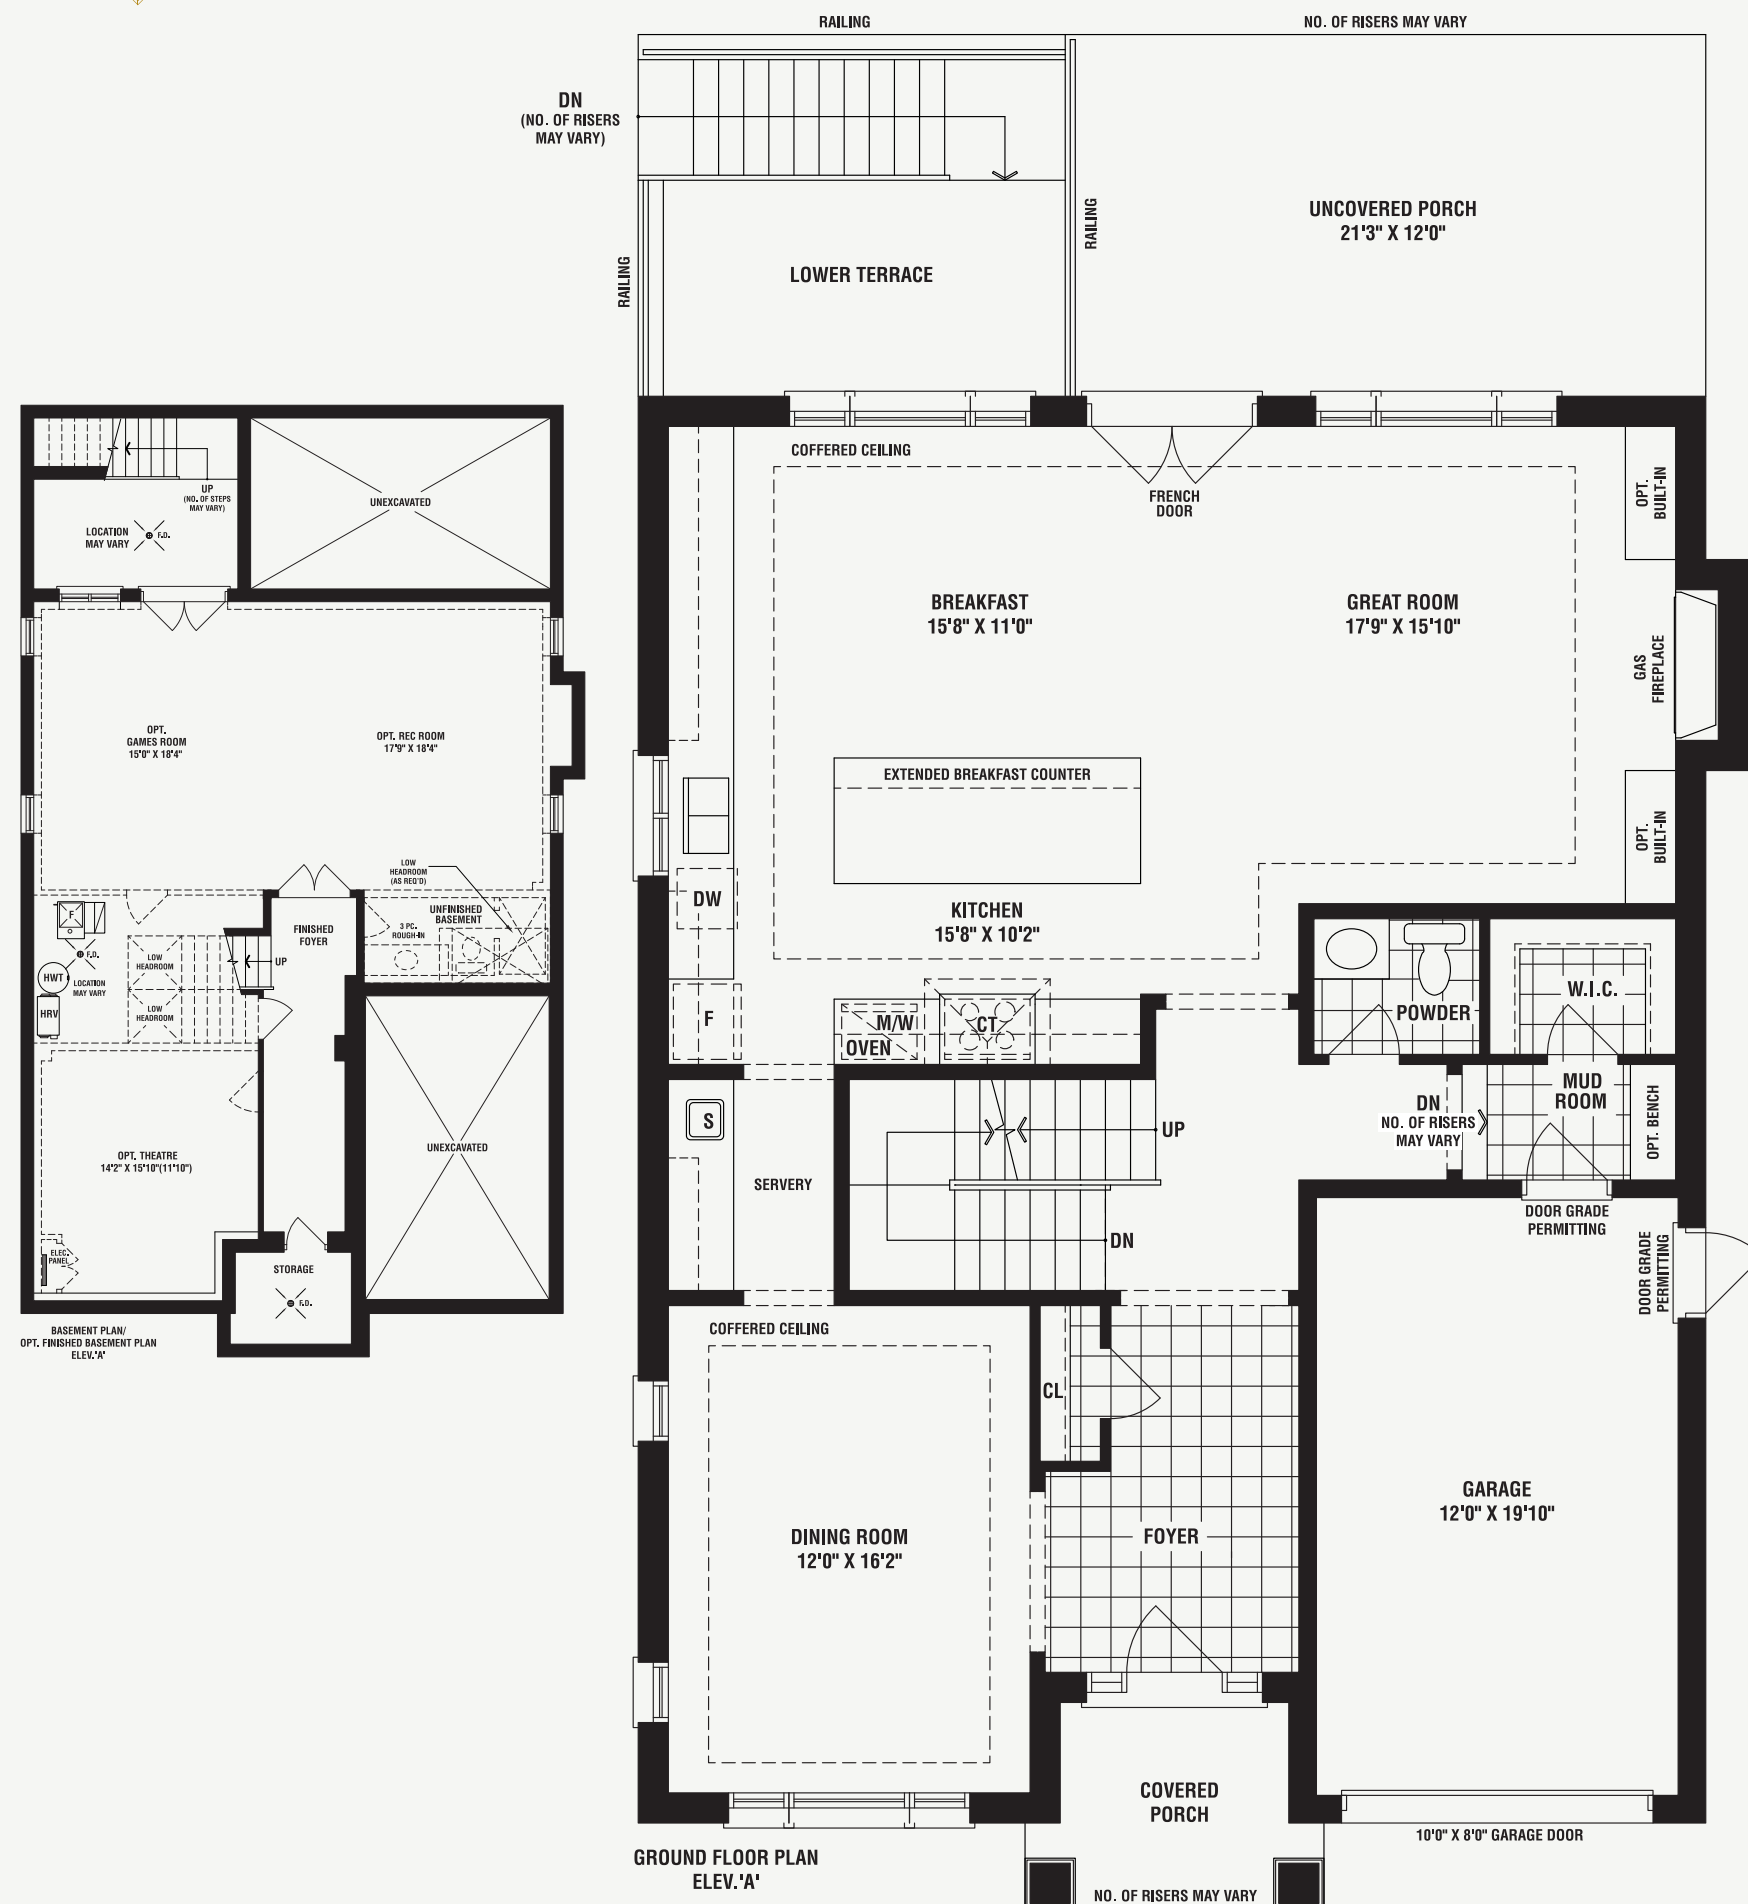 RAILING
NO. OF RISERS MAY VARY
DN
(NO. OF RISERS
MAY VARY)
RAILING
LOWER TERRACE
RAILING
UNCOVERED PORCH
21'3" X 12'0"
COFFERED CEILING
FRENCH
DOOR
OPT.
BUILT-IN
BREAKFAST
15'8" X 11'0"
GREAT ROOM
17'9" X 15'10"
GAS
FIREPLACE
EXTENDED BREAKFAST COUNTER
OPT.
BUILT-IN
DW
KITCHEN
15'8" X 10'2"
F
M/W
OVEN
CT
POWDER
W.I.C.
MUD
ROOM
OPT. BENCH
DN
NO. OF RISERS
MAY VARY
S
SERVERY
UP
DN
DOOR GRADE
PERMITTING
DOOR GRADE
PERMITTING
COFFERED CEILING
CL
DINING ROOM
12'0" X 16'2"
FOYER
GARAGE
12'0" X 19'10"
COVERED
PORCH
10'0" X 8'0" GARAGE DOOR
GROUND FLOOR PLAN
ELEV.'A'
NO. OF RISERS MAY VARY
UP
(NO. OF STEPS
MAY VARY)
UNEXCAVATED
LOCATION
MAY VARY
F.D.
OPT.
GAMES ROOM
15'0" X 18'4"
OPT. REC ROOM
17'9" X 18'4"
LOW
HEADROOM
(AS REQ'D)
F
F.D.
HWT
LOCATION
MAY VARY
HRV
LOW
HEADROOM
LOW
HEADROOM
UP
FINISHED
FOYER
UNFINISHED
BASEMENT
3 PC.
ROUGH-IN
OPT. THEATRE
14'2" X 15'10"(11'10")
UNEXCAVATED
ELEC.
PANEL
STORAGE
F.D.
BASEMENT PLAN/
OPT. FINISHED BASEMENT PLAN
ELEV.'A'